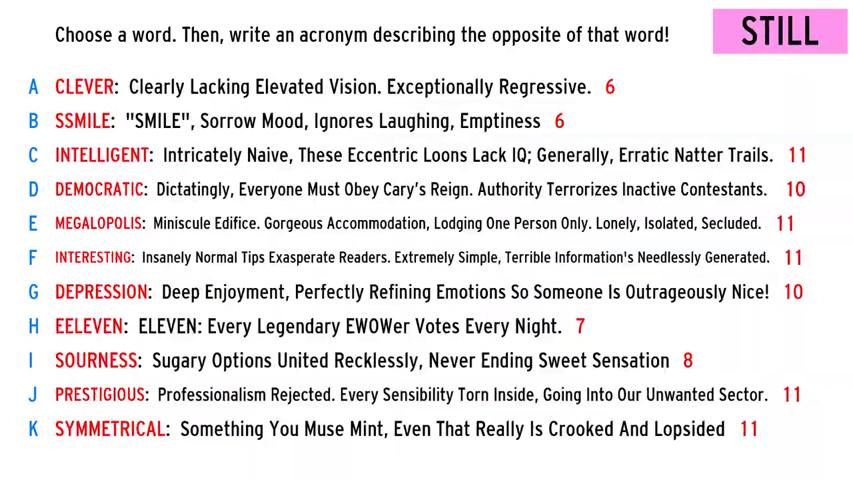 Choose a word. Then, write an acronym describing the opposite of that word!
STILL
A CLEVER: Clearly Lacking Elevated Vision. Exceptionally Regressive. 6
B SSMILE: "SMILE", Sorrow Mood, Ignores Laughing, Emptiness 6
C INTELLIGENT: Intricately Naive, These Eccentric Loons Lack IQ; Generally, Erratic Natter Trails. 11
D DEMOCRATIC: Dictatingly, Everyone Must Obey Cary's Reign. Authority Terrorizes Inactive Contestants. 10
E MEGALOPOLIS: Miniscule Edifice. Gorgeous Accommodation, Lodging One Person Only. Lonely, Isolated, Secluded. 11
F INTERESTING: Insanely Normal Tips Exasperate Readers. Extremely Simple, Terrible Information's Needlessly Generated. 11
G DEPRESSION: Deep Enjoyment, Perfectly Refining Emotions So Someone Is Outrageously Nice! 10
H EELEVEN: ELEVEN: Every Legendary EWOWer Votes Every Night. 7
I SOURNESS: Sugary Options United Recklessly, Never Ending Sweet Sensation 8
J PRESTIGIOUS: Professionalism Rejected. Every Sensibility Torn Inside, Going Into Our Unwanted Sector. 11
K SYMMETRICAL: Something You Muse Mint, Even That Really Is Crooked And Lopsided 11